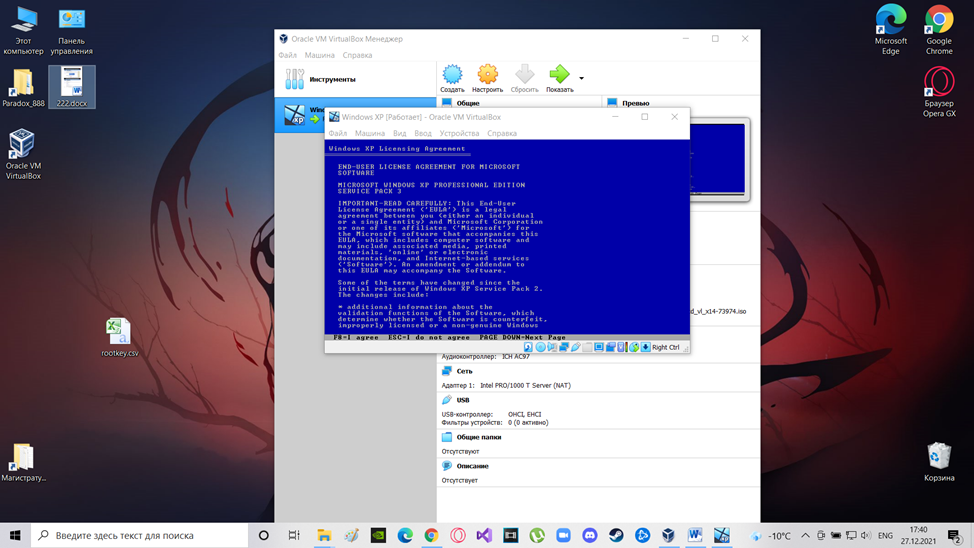 Этот компьютер
Панель управления
Paradox_888
222.docx
Oracle VM VirtualBox
rootkey.csv
Магистрату...
Microsoft Edge
Google Chrome
Браузер Opera GX
Корзина
Oracle VM VirtualBox Менеджер
Файл Машина Справка
Инструменты
Создать Настроить Сбросить Показать
Общие
Превью
Windows XP [Работает] - Oracle VM VirtualBox
Файл Машина Вид Ввод Устройства Справка
Windows XP Licensing Agreement
END-USER LICENSE AGREEMENT FOR MICROSOFT
SOFTWARE
MICROSOFT WINDOWS XP PROFESSIONAL EDITION
SERVICE PACK 3
IMPORTANT-READ CAREFULLY: This End-User
License Agreement ('EULA') is a legal
agreement between you (either an individual
or a single entity) and Microsoft Corporation
or one of its affiliates ('Microsoft') for
the Microsoft software that accompanies this
EULA, which includes computer software and
may include associated media, printed
materials, 'online' or electronic
documentation, and Internet-based services
('Software'). An amendment or addendum to
this EULA may accompany the Software.
Some of the terms have changed since the
initial release of Windows XP Service Pack 2.
The changes include:
* additional information about the
validation functions of the Software, which
determine whether the Software is counterfeit,
improperly licensed or a non-genuine Windows
F8=I agree ESC=I do not agree PAGE DOWN=Next Page
Right Ctrl
d_vl_x14-73974.iso
Аудиоконтроллер: ICH AC97
Сеть
Адаптер 1: Intel PRO/1000 T Server (NAT)
USB
USB-контроллер: OHCI, EHCI
Фильтры устройств: 0 (0 активно)
Общие папки
Отсутствуют
Описание
Отсутствует
Введите здесь текст для поиска
-10°C
ENG
17:40
27.12.2021
2